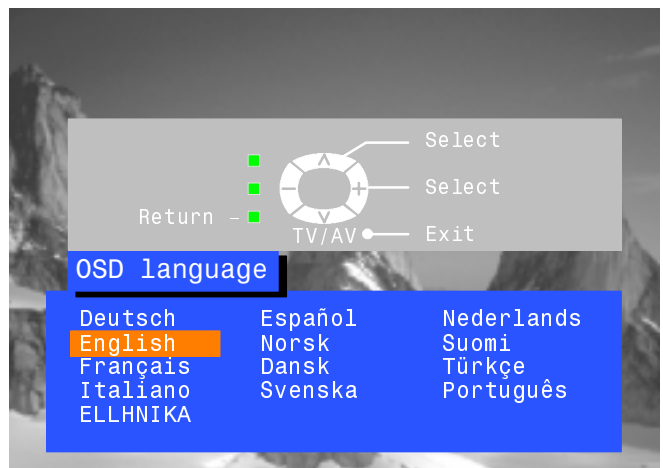 Select
Select
Return –
TV/AV
Exit
OSD language
Deutsch Español Nederlands
English Norsk Suomi
Français Dansk Türkçe
Italiano Svenska Português
ELLHNIKA